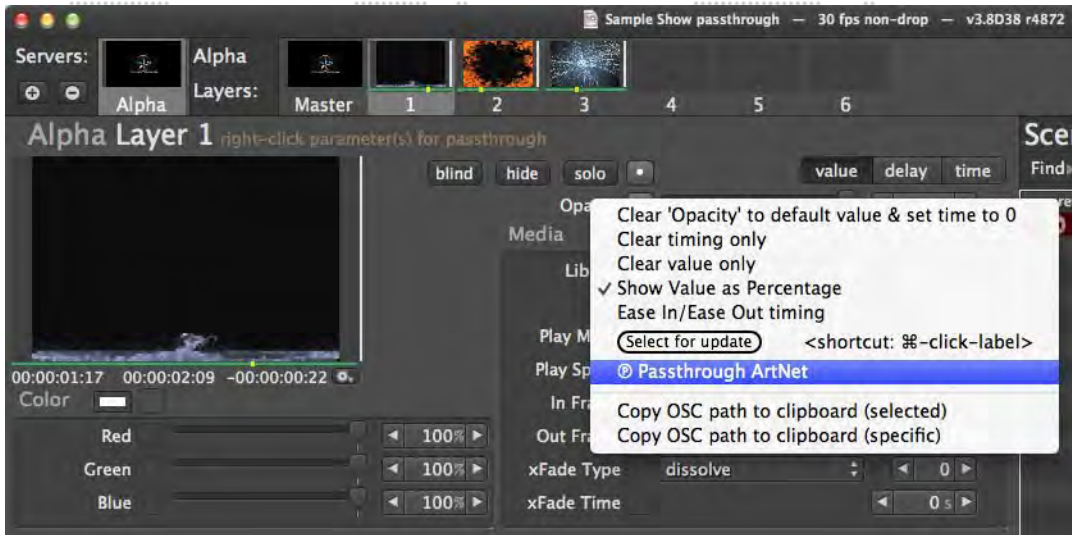 Sample Show passthrough — 30 fps non-drop — v3.8D38 r4872
Servers:
Alpha
Layers:
Alpha
Master
1
2
3
4
5
6
Alpha Layer 1 right-click parameter(s) for passthrough
blind
hide
solo
value
delay
time
Media
Clear 'Opacity' to default value & set time to 0
Clear timing only
Clear value only
✓ Show Value as Percentage
Ease In/Ease Out timing
Select for update <shortcut: ⌘-click-label>
Ⓟ Passthrough ArtNet
Copy OSC path to clipboard (selected)
Copy OSC path to clipboard (specific)
Play M
Play Sp
In Fra
Out Fra
00:00:01:17 00:00:02:09 -00:00:00:22
Color
Red 100%
Green 100%
Blue 100%
xFade Type dissolve 0
xFade Time 0 s
Find